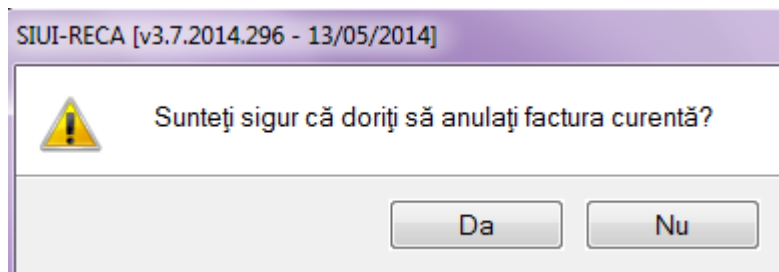 SIUI-RECA [v3.7.2014.296 - 13/05/2014]
Sunteţi sigur că doriţi să anulaţi factura curentă?
Da
Nu